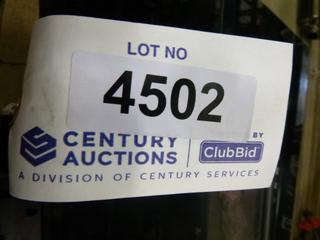 LOT NO
4502
CENTURY AUCTIONS
BY ClubBid
A DIVISION OF CENTURY SERVICES